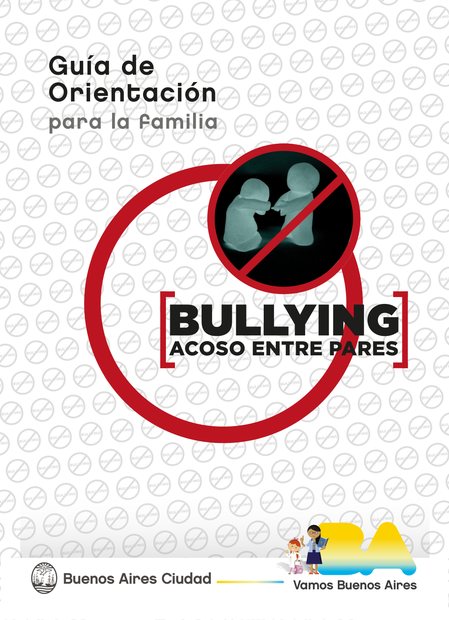 Guía de
Orientación
para la familia
BULLYING
ACOSO ENTRE PARES
BA
Buenos Aires Ciudad
Vamos Buenos Aires